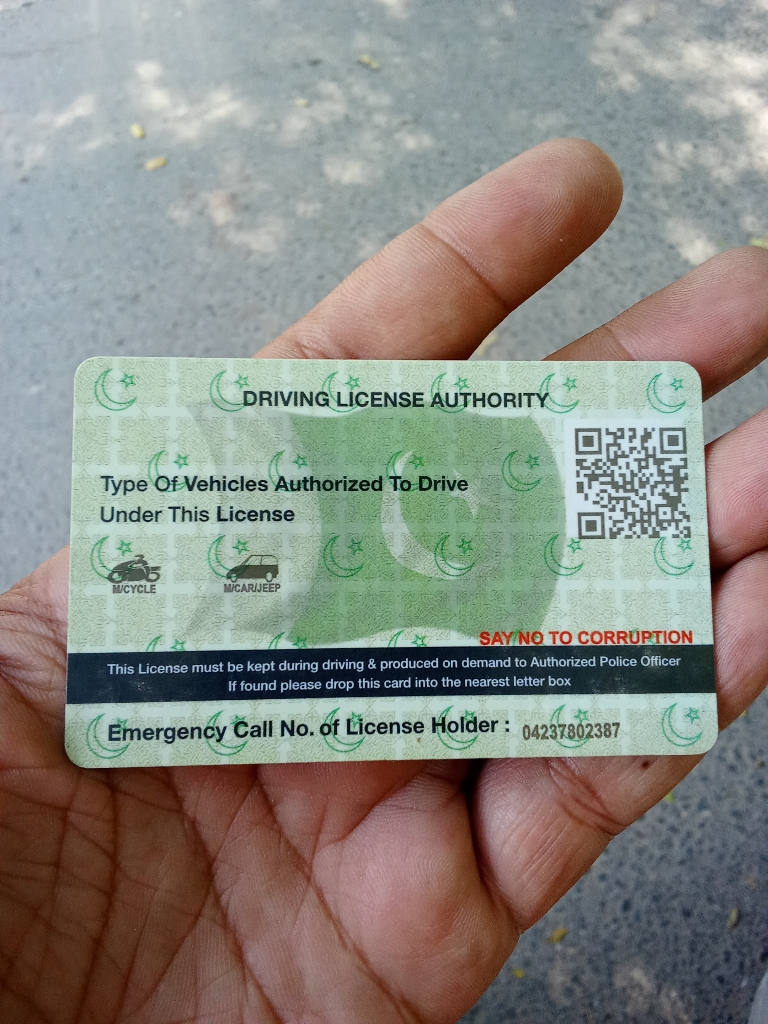 DRIVING LICENSE AUTHORITY
Type Of Vehicles Authorized To Drive
Under This License
M/CYCLE
M/CAR/JEEP
SAY NO TO CORRUPTION
This License must be kept during driving & produced on demand to Authorized Police Officer
If found please drop this card into the nearest letter box
Emergency Call No. of License Holder : 04237802387